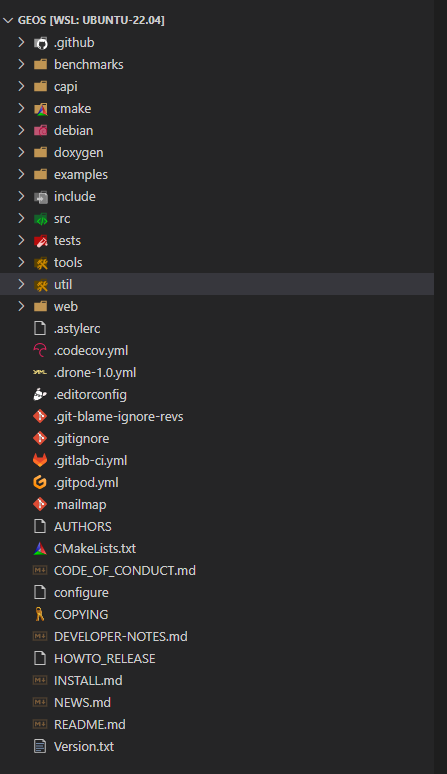 GEOS [WSL: UBUNTU-22.04]
.github
benchmarks
capi
cmake
debian
doxygen
examples
include
src
tests
tools
util
web
.astylerc
.codecov.yml
.drone-1.0.yml
.editorconfig
.git-blame-ignore-revs
.gitignore
.gitlab-ci.yml
.gitpod.yml
.mailmap
AUTHORS
CMakeLists.txt
CODE_OF_CONDUCT.md
configure
COPYING
DEVELOPER-NOTES.md
HOWTO_RELEASE
INSTALL.md
NEWS.md
README.md
Version.txt